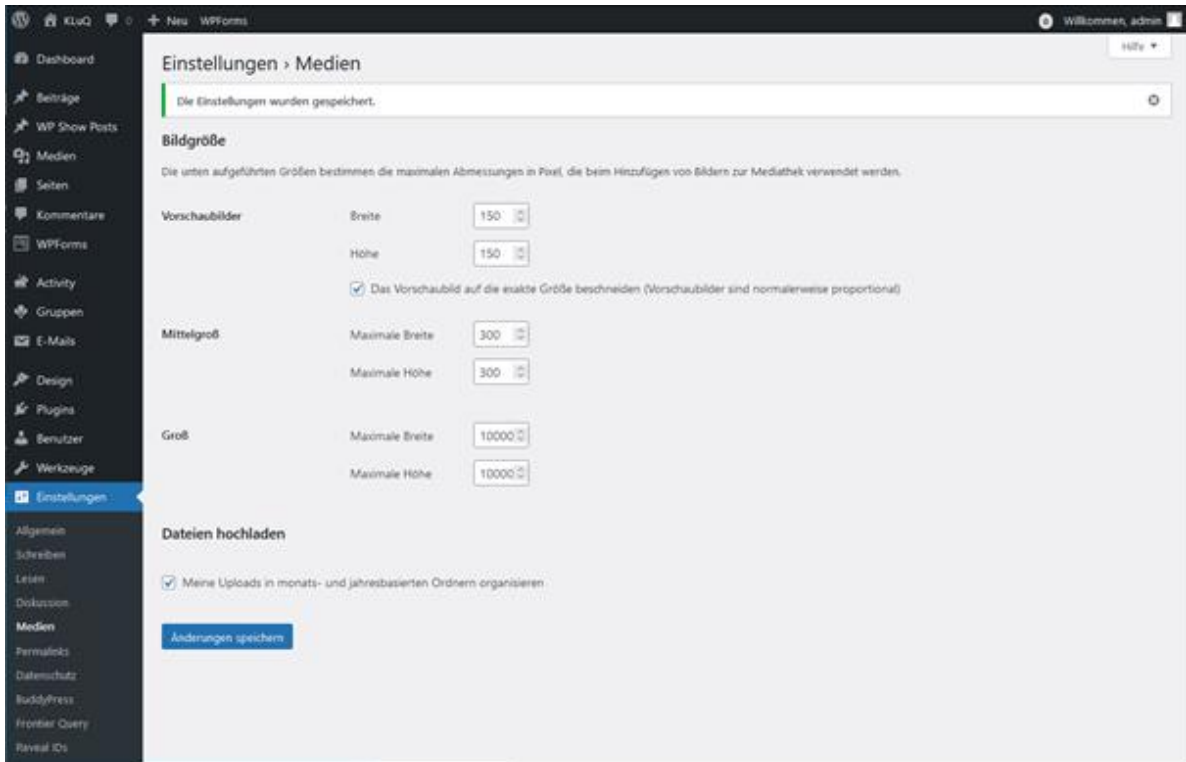 KLuQ 0 + Neu WPForms 0 Willkommen, admin
Hilfe
Dashboard
Beiträge
WP Show Posts
Medien
Seiten
Kommentare
WPForms
Activity
Gruppen
E-Mails
Design
Plugins
Benutzer
Werkzeuge
Einstellungen
Allgemein
Schreiben
Lesen
Diskussion
Medien
Permalinks
Datenschutz
BuddyPress
Frontier Query
Reveal IDs
Einstellungen › Medien
Die Einstellungen wurden gespeichert.
Bildgröße
Die unten aufgeführten Größen bestimmen die maximalen Abmessungen in Pixel, die beim Hinzufügen von Bildern zur Mediathek verwendet werden.
Vorschaubilder Breite 150
Höhe 150
Das Vorschaubild auf die exakte Größe beschneiden (Vorschaubilder sind normalerweise proportional)
Mittelgroß Maximale Breite 300
Maximale Höhe 300
Groß Maximale Breite 10000
Maximale Höhe 10000
Dateien hochladen
Meine Uploads in monats- und jahresbasierten Ordnern organisieren
Änderungen speichern